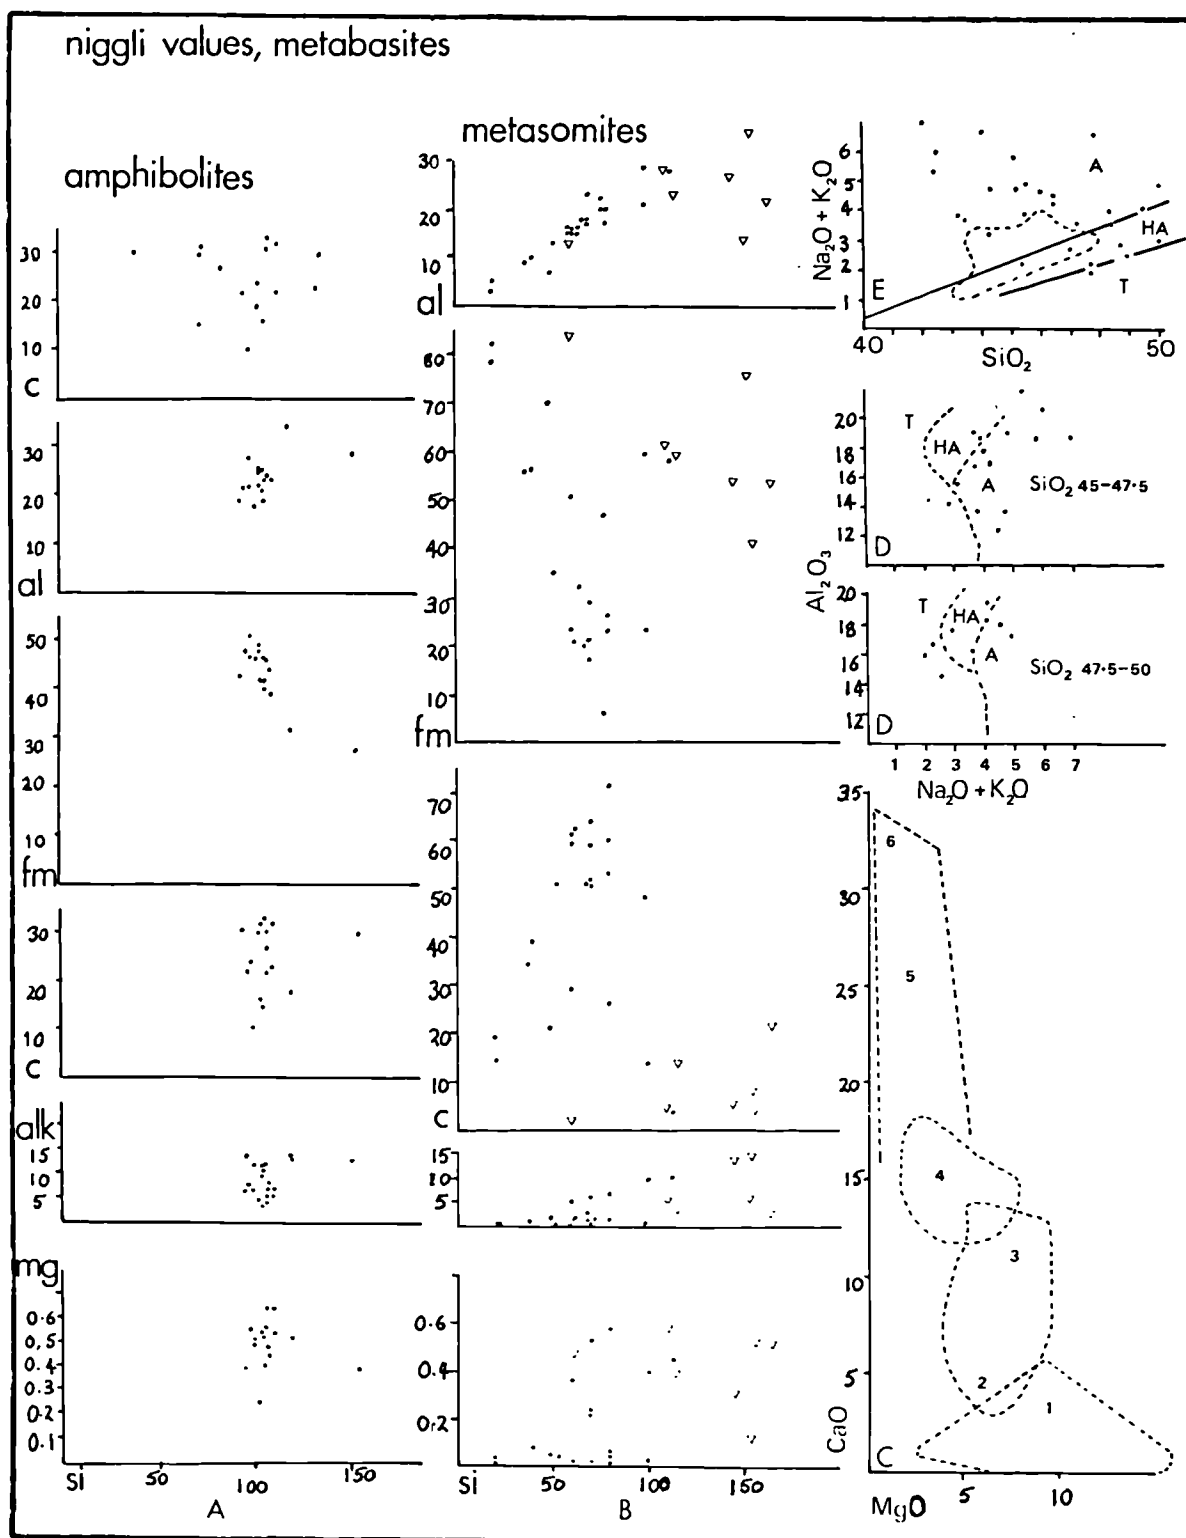 niggli values, metabasites
amphibolites
30
20
10
C
30
20
10
al
50
40
30
20
10
fm
30
20
10
C
alk
15
10
5
mg
0.6
0.5
0.4
0.3
0.2
0.1
Si 50 100 150
A
metasomites
30
20
10
al
80
70
60
50
40
30
20
10
fm
70
60
50
40
30
20
10
C
15
10
5
0.6
0.4
0.2
Si 50 100 150
B
Na₂O + K₂O
6
5
4
3
2
1
A
HA
T
E
40 50
SiO₂
Al₂O₃
20
18
16
14
12
T
HA
A
SiO₂ 45-47·5
D
20
18
16
14
12
T
HA
A
SiO₂ 47·5-50
D
1 2 3 4 5 6 7
Na₂O + K₂O
35
30
25
20
15
10
5
CaO
6
5
4
3
2
1
C
5 10
MgO